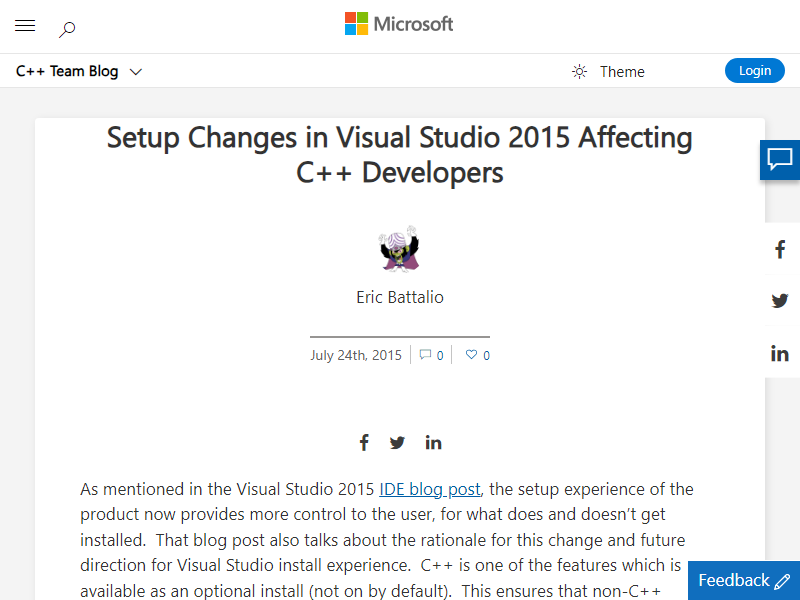 Microsoft
C++ Team Blog
Theme
Login
Setup Changes in Visual Studio 2015 Affecting
C++ Developers
Eric Battalio
July 24th, 2015
0
0
As mentioned in the Visual Studio 2015 IDE blog post, the setup experience of the
product now provides more control to the user, for what does and doesn’t get
installed.  That blog post also talks about the rationale for this change and future
direction for Visual Studio install experience.  C++ is one of the features which is
available as an optional install (not on by default).  This ensures that non-C++
Feedback